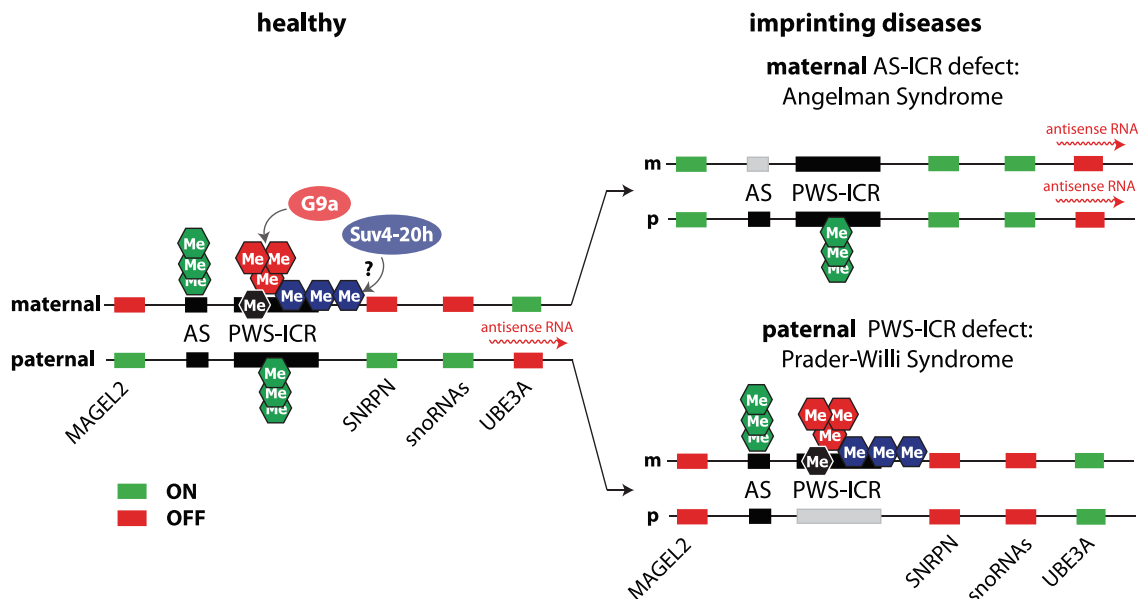 healthy
G9a
Suv4-20h
?
Me
Me
Me
Me Me
Me
Me Me Me
Me
maternal
AS PWS-ICR
antisense RNA
paternal
Me
Me
Me
MAGEL2
SNRPN
snoRNAs
UBE3A
ON
OFF
imprinting diseases
maternal AS-ICR defect:
Angelman Syndrome
antisense RNA
m
AS PWS-ICR
antisense RNA
p
Me
Me
Me
paternal PWS-ICR defect:
Prader-Willi Syndrome
Me
Me
Me
Me Me
Me
Me Me Me
Me
m
AS PWS-ICR
p
MAGEL2
SNRPN
snoRNAs
UBE3A